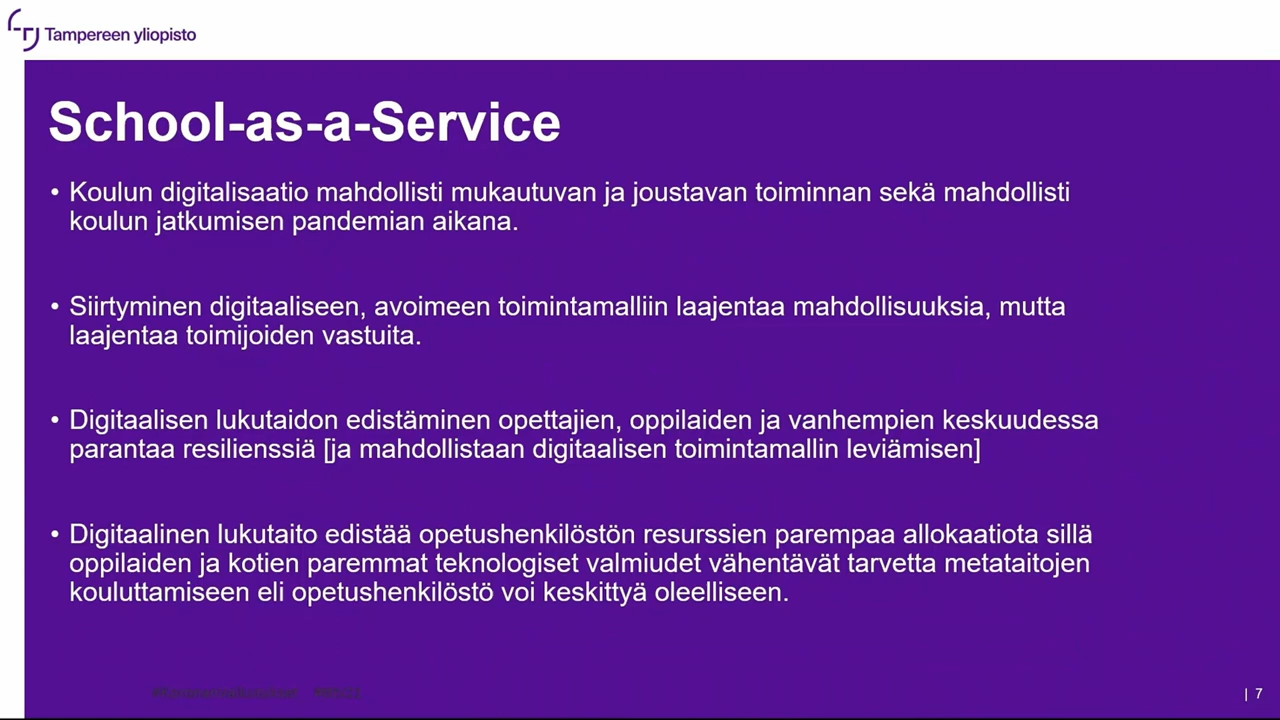 Tampereen yliopisto
School-as-a-Service
• Koulun digitalisaatio mahdollisti mukautuvan ja joustavan toiminnan sekä mahdollisti
koulun jatkumisen pandemian aikana.
• Siirtyminen digitaaliseen, avoimeen toimintamalliin laajentaa mahdollisuuksia, mutta
laajentaa toimijoiden vastuita.
• Digitaalisen lukutaidon edistäminen opettajien, oppilaiden ja vanhempien keskuudessa
parantaa resilienssiä [ja mahdollistaan digitaalisen toimintamallin leviämisen]
• Digitaalinen lukutaito edistää opetushenkilöstön resurssien parempaa allokaatiota sillä
oppilaiden ja kotien paremmat teknologiset valmiudet vähentävät tarvetta metataitojen
kouluttamiseen eli opetushenkilöstö voi keskittyä oleelliseen.
| 7